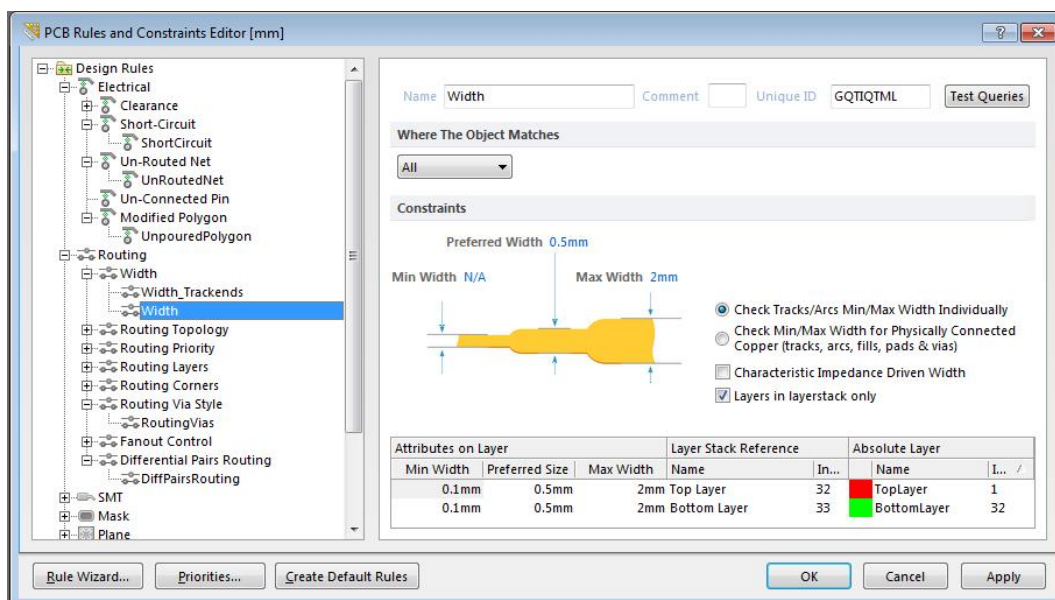 PCB Rules and Constraints Editor [mm]
Design Rules
Electrical
Clearance
Short-Circuit
ShortCircuit
Un-Routed Net
UnRoutedNet
Un-Connected Pin
Modified Polygon
UnpouredPolygon
Routing
Width
Width_Trackends
Width
Routing Topology
Routing Priority
Routing Layers
Routing Corners
Routing Via Style
RoutingVias
Fanout Control
Differential Pairs Routing
DiffPairsRouting
SMT
Mask
Plane
Name Width Comment Unique ID GQTIQTML Test Queries
Where The Object Matches
All
Constraints
Preferred Width 0.5mm
Min Width N/A Max Width 2mm
Check Tracks/Arcs Min/Max Width Individually
Check Min/Max Width for Physically Connected
Copper (tracks, arcs, fills, pads & vias)
Characteristic Impedance Driven Width
Layers in layerstack only
Attributes on Layer Layer Stack Reference Absolute Layer
Min Width Preferred Size Max Width Name In... Name I...
0.1mm 0.5mm 2mm Top Layer 32 TopLayer 1
0.1mm 0.5mm 2mm Bottom Layer 33 BottomLayer 32
Rule Wizard... Priorities... Create Default Rules OK Cancel Apply